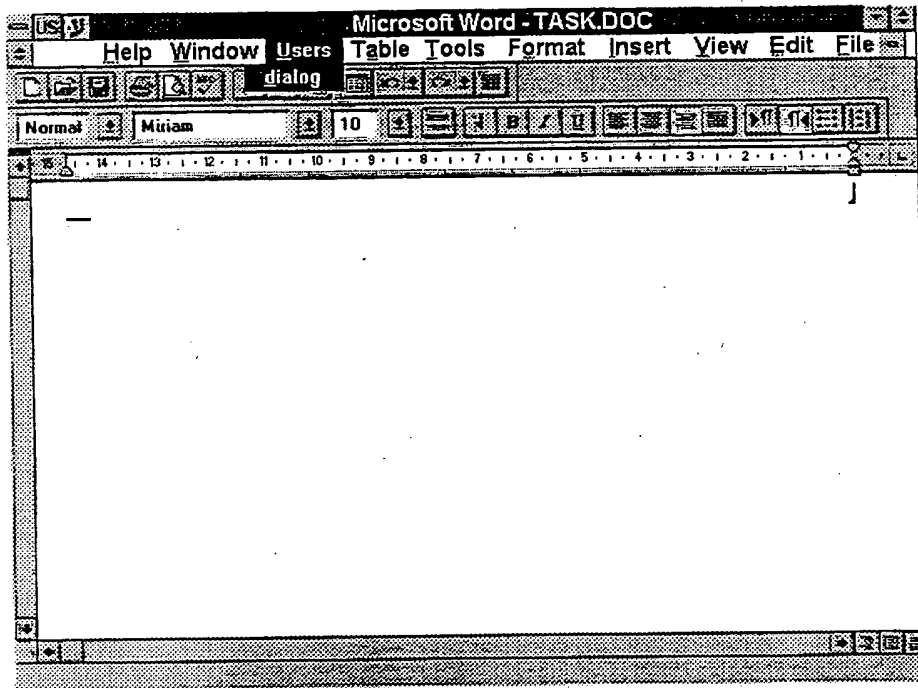 US Microsoft Word - TASK.DOC
Help Window Users Table Tools Format Insert View Edit File
dialog
Normal Miriam 10 B I U
15 14 13 12 11 10 9 8 7 6 5 4 3 2 1